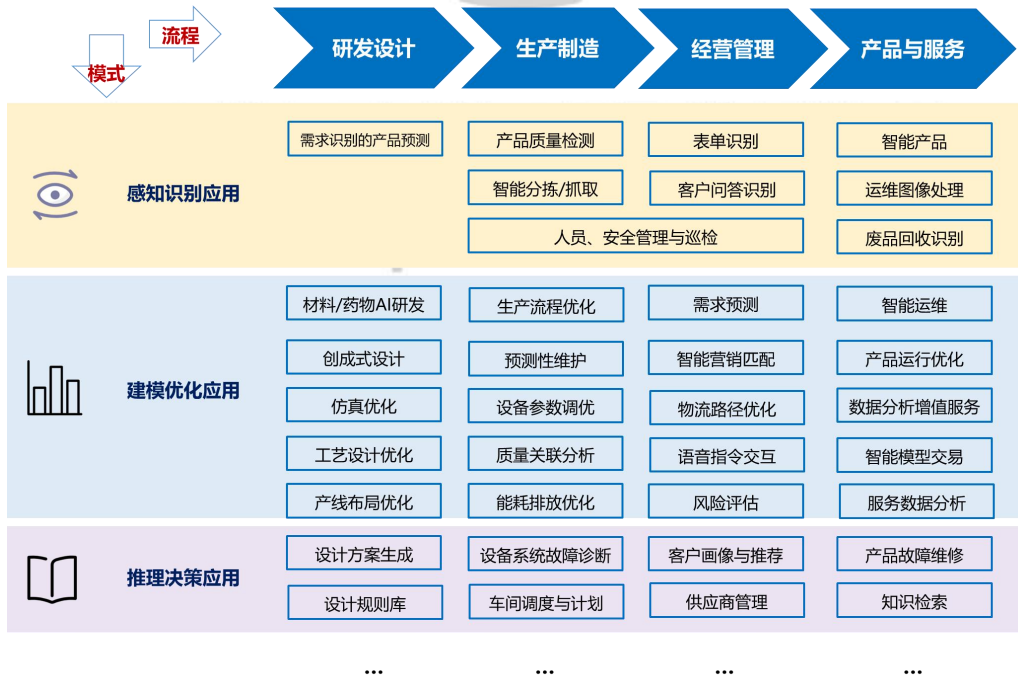 流程
模式
研发设计
生产制造
经营管理
产品与服务
感知识别应用
需求识别的产品预测
产品质量检测
表单识别
智能产品
智能分拣/抓取
客户问答识别
运维图像处理
人员、安全管理与巡检
废品回收识别
建模优化应用
材料/药物AI研发
生产流程优化
需求预测
智能运维
创成式设计
预测性维护
智能营销匹配
产品运行优化
仿真优化
设备参数调优
物流路径优化
数据分析增值服务
工艺设计优化
质量关联分析
语音指令交互
智能模型交易
产线布局优化
能耗排放优化
风险评估
服务数据分析
推理决策应用
设计方案生成
设备系统故障诊断
客户画像与推荐
产品故障维修
设计规则库
车间调度与计划
供应商管理
知识检索
... ... ... ...